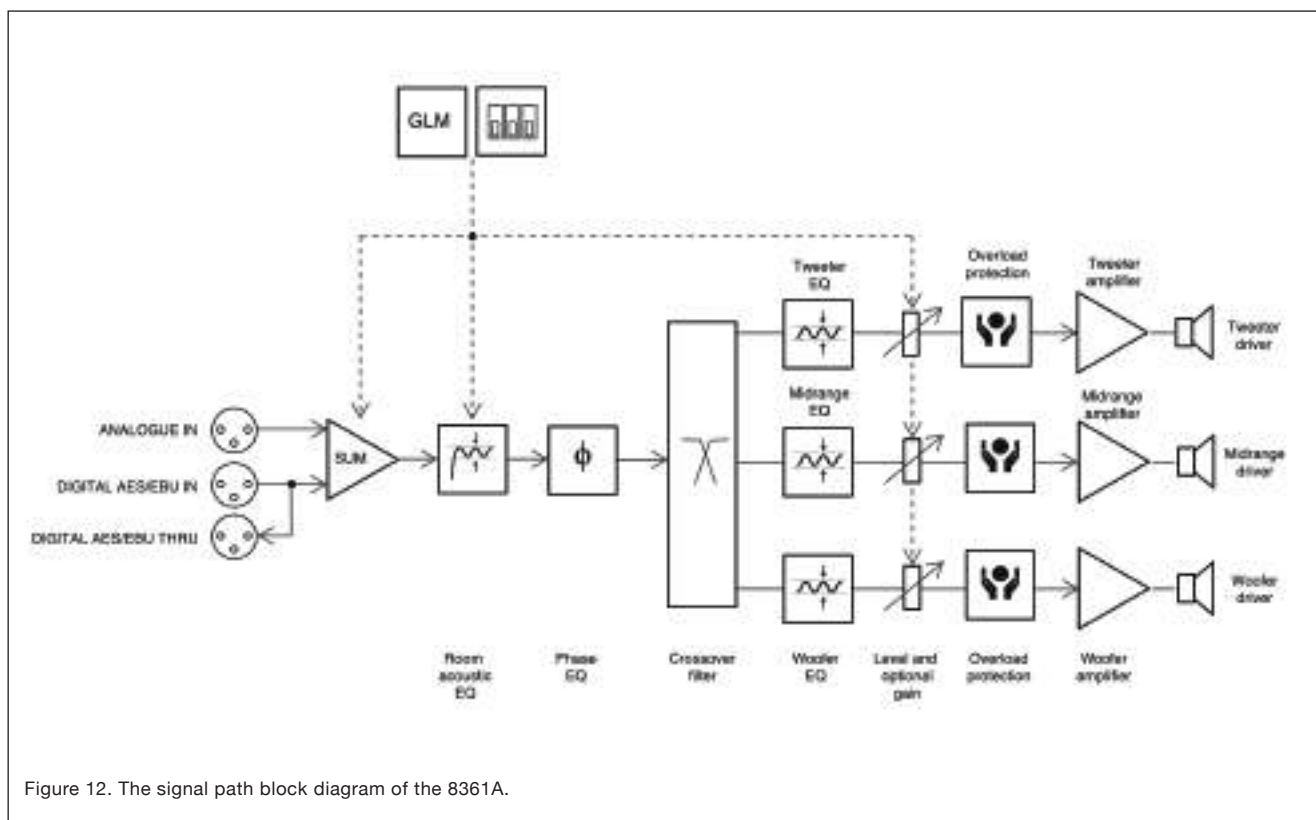 GLM
Tweeter
EQ
Overload
protection
Tweeter
amplifier
Tweeter
driver
Midrange
EQ
Midrange
amplifier
Midrange
driver
ANALOGUE IN
SUM
DIGITAL AES/EBU IN
ϕ
DIGITAL AES/EBU THRU
Woofer
driver
Room
acoustic
EQ
Phase
EQ
Crossover
filter
Woofer
EQ
Level and
optional
gain
Overload
protection
Woofer
amplifier
Figure 12. The signal path block diagram of the 8361A.